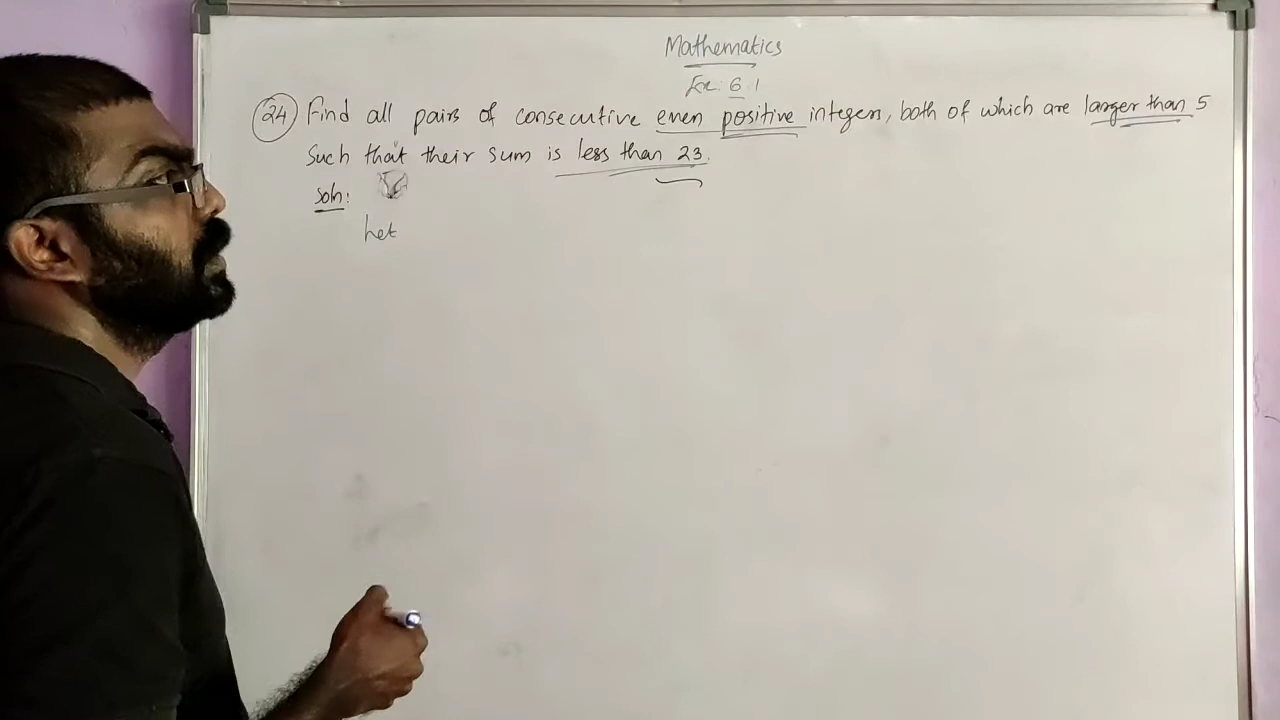 Mathematics
Ex: 6.1
24 Find all pairs of consecutive even positive integers, both of which are larger than 5
Such that their sum is less than 23.
Soln:
Let